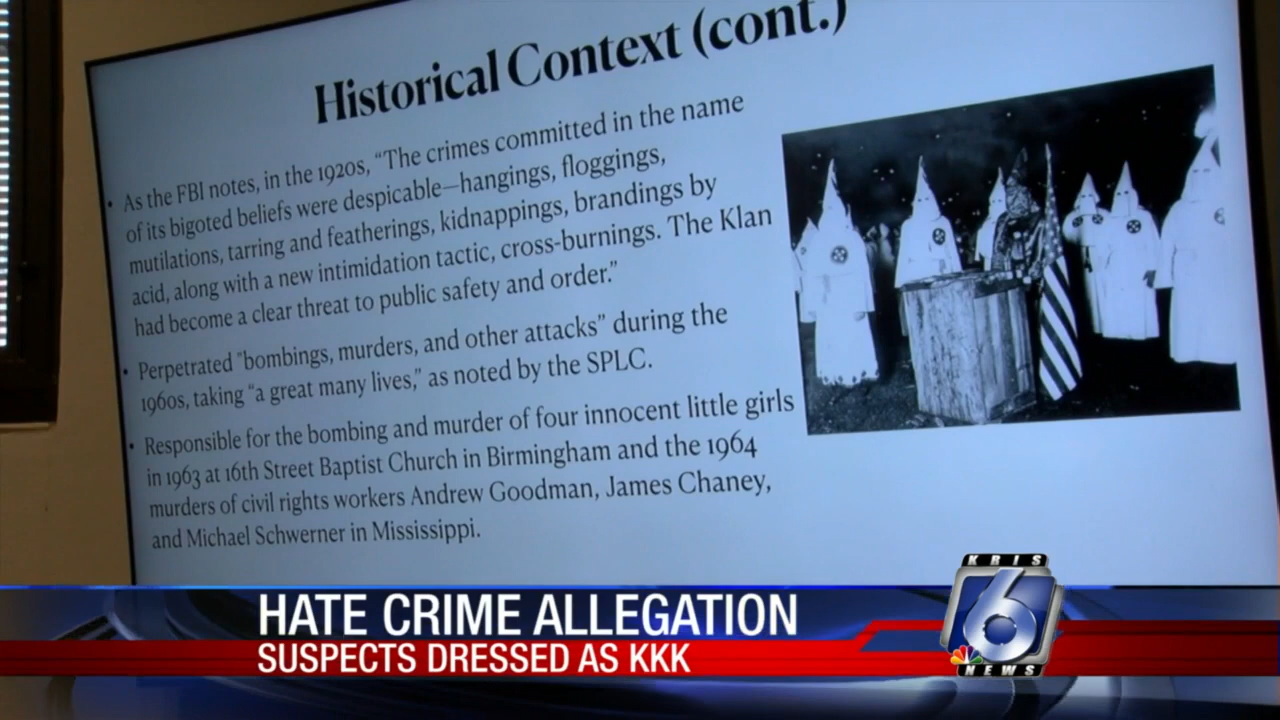 Historical Context (cont.)
• As the FBI notes, in the 1920s, “The crimes committed in the name
of its bigoted beliefs were despicable—hangings, floggings,
mutilations, tarring and featherings, kidnappings, brandings by
acid, along with a new intimidation tactic, cross-burnings. The Klan
had become a clear threat to public safety and order.”
• Perpetrated "bombings, murders, and other attacks” during the
1960s, taking “a great many lives,” as noted by the SPLC.
• Responsible for the bombing and murder of four innocent little girls
in 1963 at 16th Street Baptist Church in Birmingham and the 1964
murders of civil rights workers Andrew Goodman, James Chaney,
and Michael Schwerner in Mississippi.
HATE CRIME ALLEGATION
SUSPECTS DRESSED AS KKK
KRIS
6
NEWS